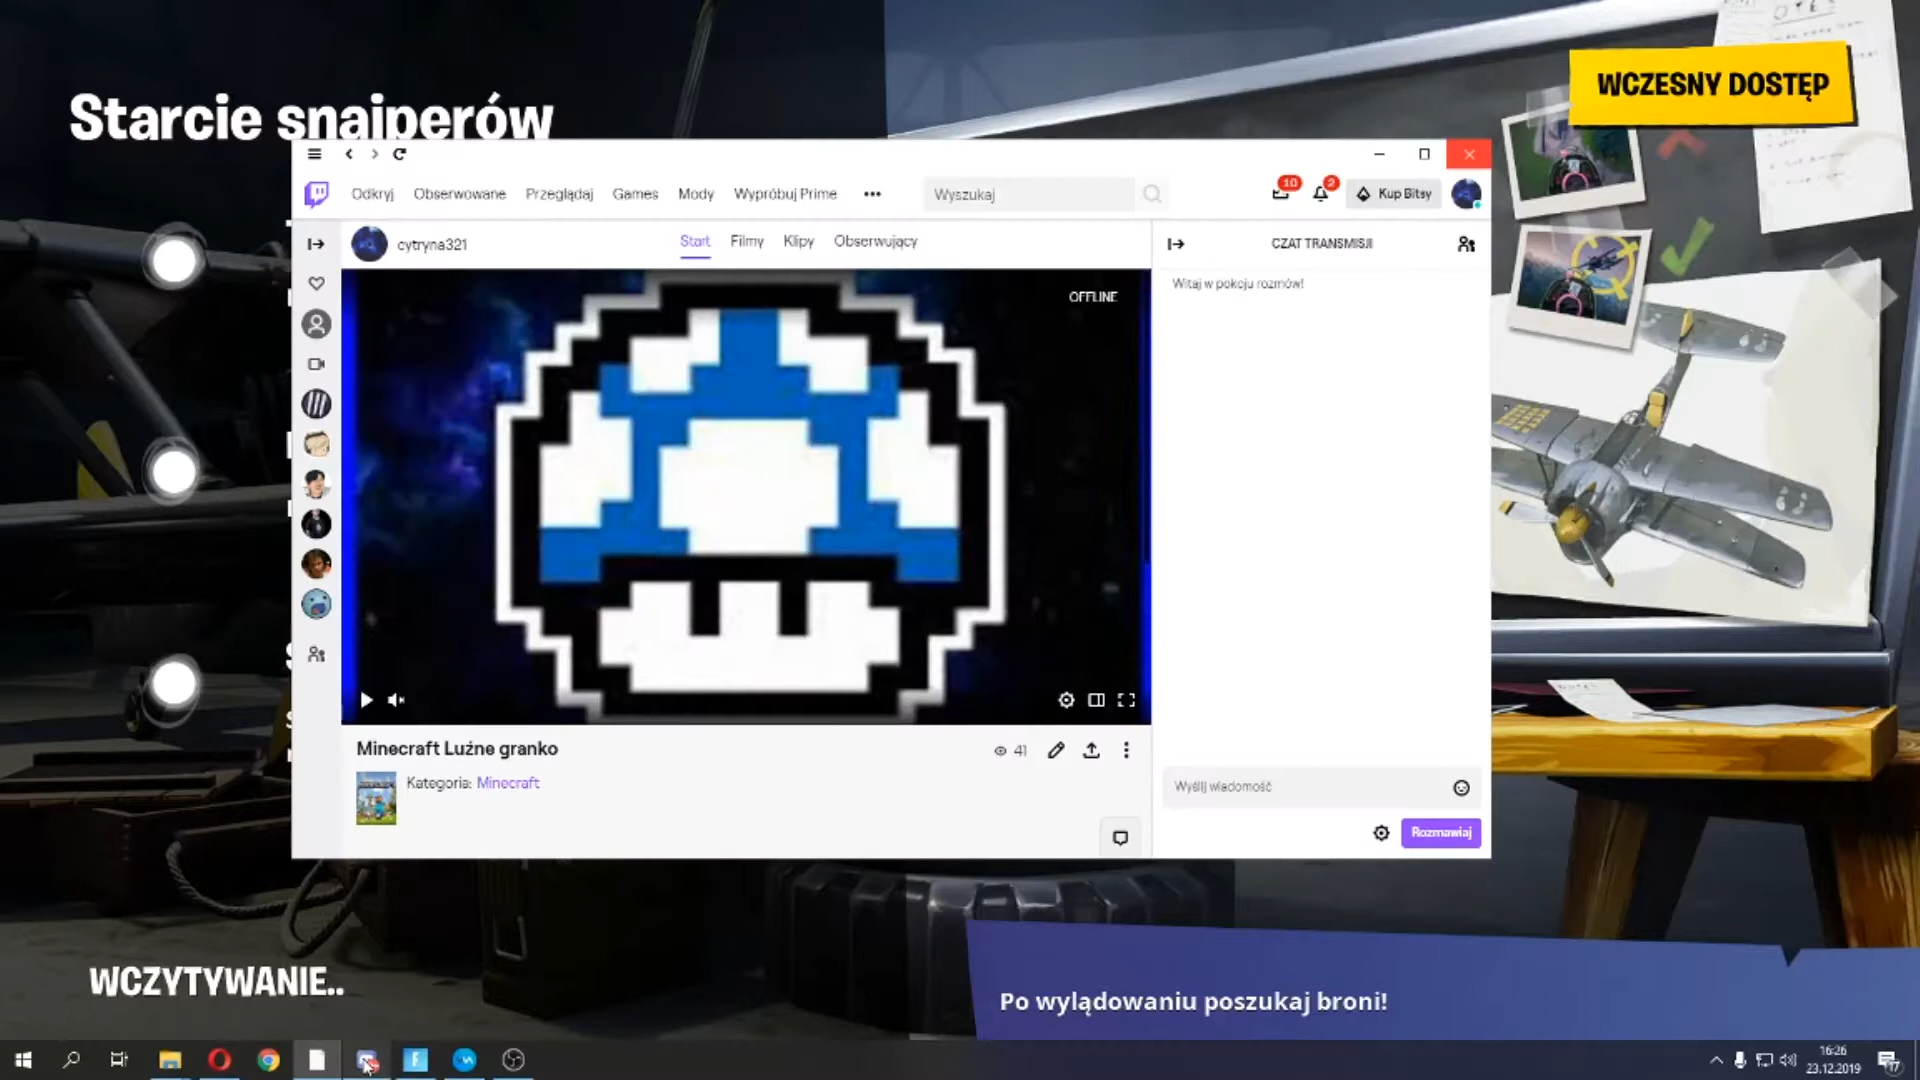 WCZESNY DOSTĘP
Starcie snajperów
Odkryj
Obserwowane
Przeglądaj
Games
Mody
Wypróbuj Prime
Wyszukaj
10
2
Kup Bitsy
cytryna321
Start
Filmy
Klipy
Obserwujący
CZAT TRANSMISJI
OFFLINE
Witaj w pokoju rozmów!
Minecraft Luźne granko
41
Kategoria: Minecraft
Wyślij wiadomość
Rozmawiaj
WCZYTYWANIE..
Po wylądowaniu poszukaj broni!
16:26
23.12.2019
17